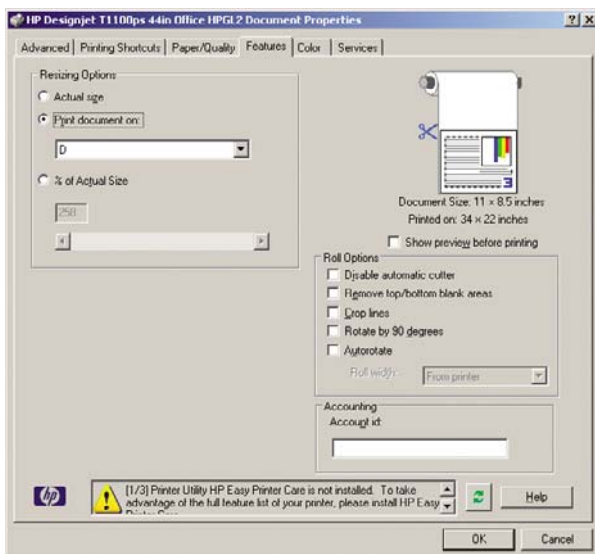 HP Designjet T1100ps 44in Office HPGL2 Document Properties
Advanced Printing Shortcuts Paper/Quality Features Color Services
Resizing Options
Actual size
Print document on:
D
% of Actual Size
258
Document Size: 11 × 8.5 inches
Printed on: 34 × 22 inches
Show preview before printing
Roll Options
Disable automatic cutter
Remove top/bottom blank areas
Crop lines
Rotate by 90 degrees
Autorotate
Roll width: From printer
Accounting
Account id:
hp
[1/3] Printer Utility HP Easy Printer Care is not installed. To take
advantage of the full feature list of your printer, please install HP Easy
Help
OK Cancel